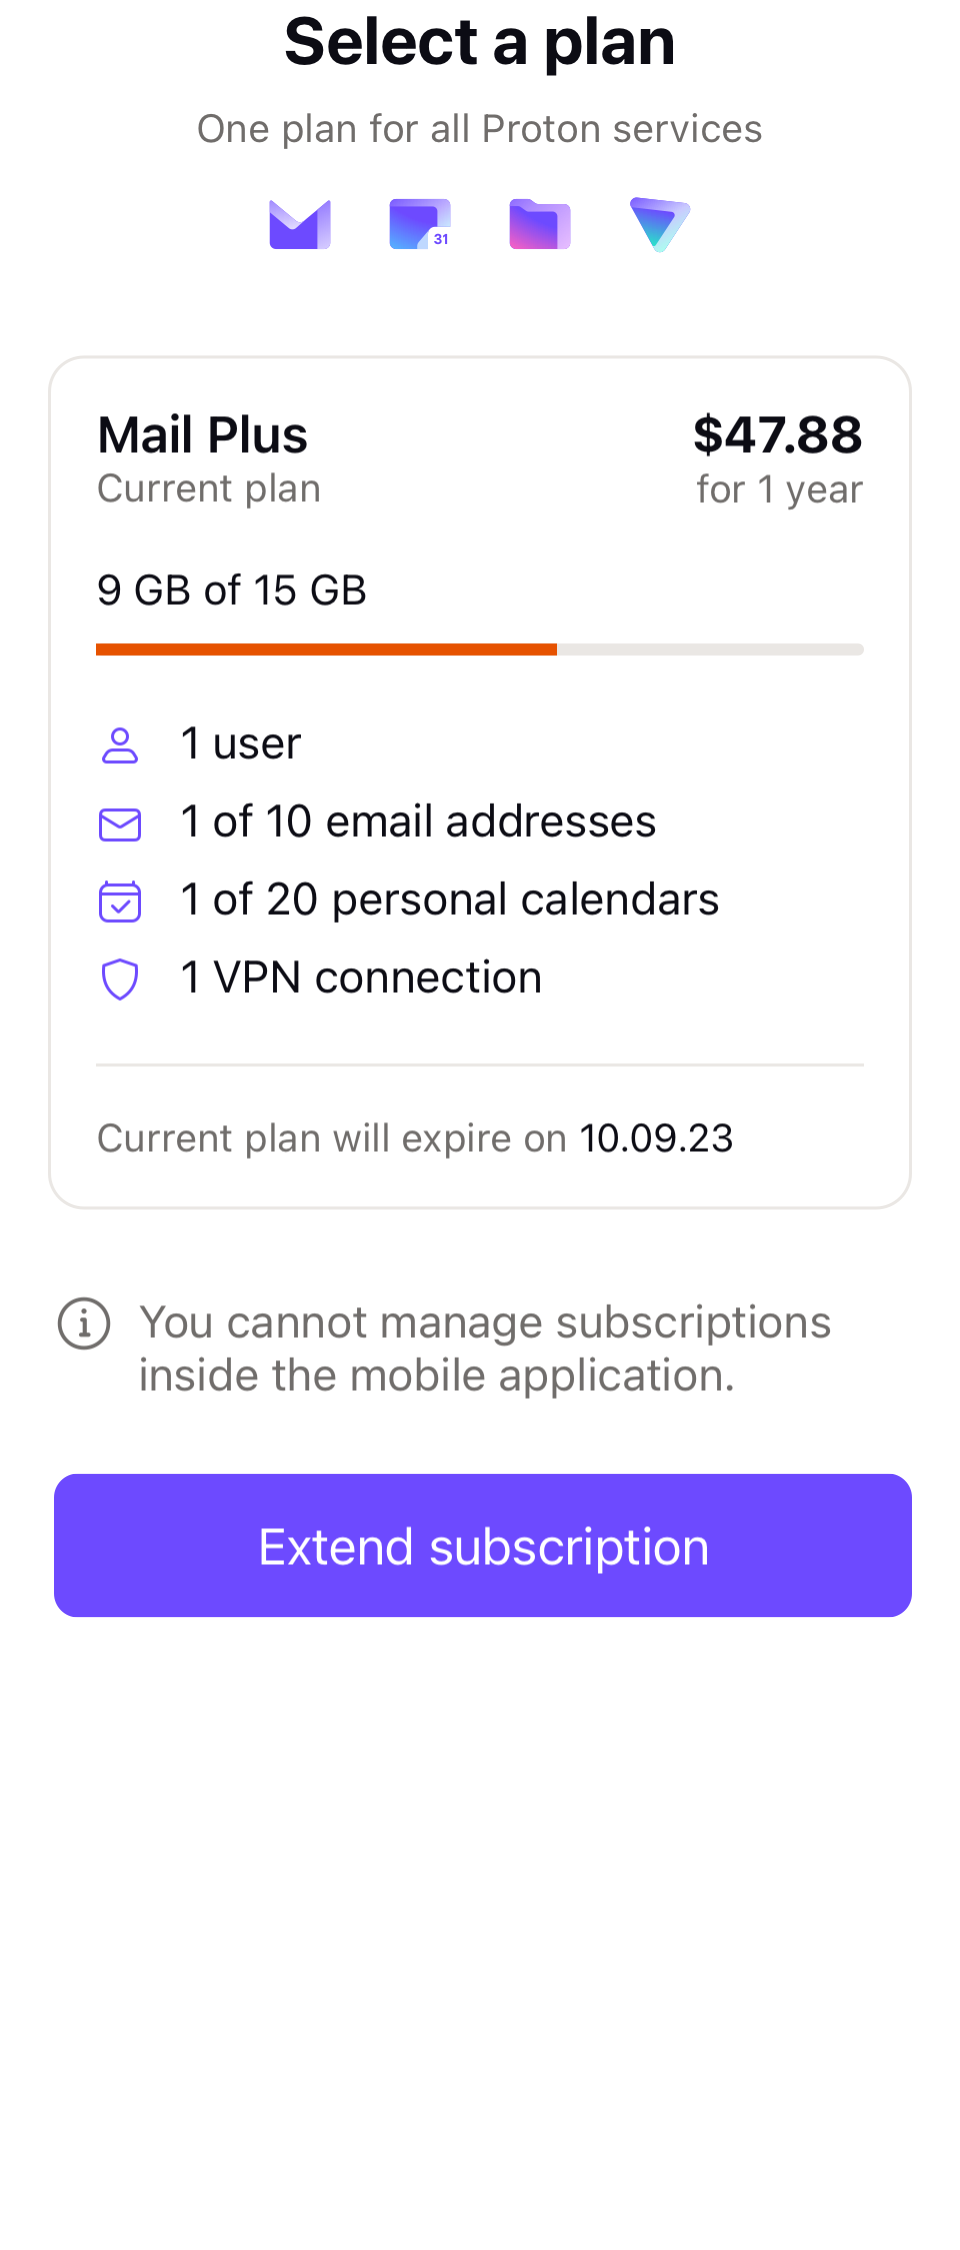 Select a plan
One plan for all Proton services
31
Mail Plus
$47.88
Current plan
for 1 year
9 GB of 15 GB
1 user
1 of 10 email addresses
1 of 20 personal calendars
1 VPN connection
Current plan will expire on 10.09.23
You cannot manage subscriptions
inside the mobile application.
Extend subscription